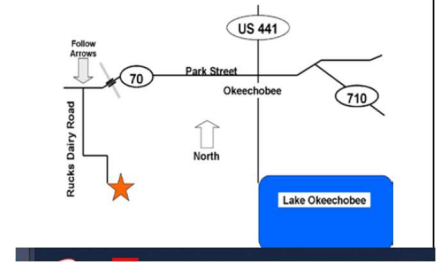 US 441
Follow
Arrows
70
Park Street
Okeechobee
710
Rucks Dairy Road
North
Lake Okeechobee